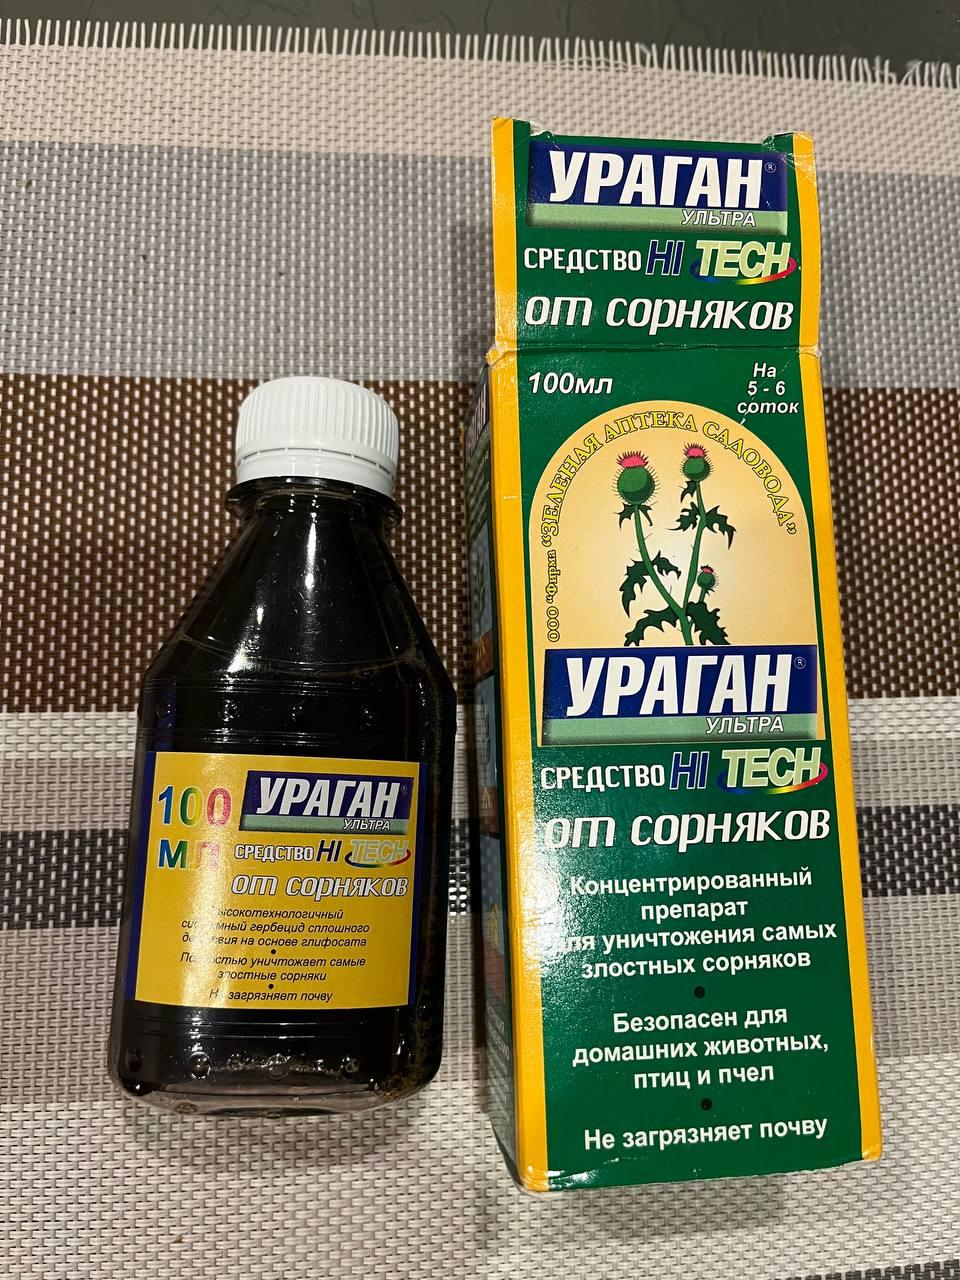 УРАГАН®
УЛЬТРА
СРЕДСТВО HI TECH
от сорняков
100мл
На
5 - 6
соток
ООО "Фирма "ЗЕЛЕНАЯ АПТЕКА САДОВОДА"
УРАГАН®
УЛЬТРА
СРЕДСТВО HI TECH
от сорняков
Концентрированный
препарат
для уничтожения самых
злостных сорняков
Безопасен для
домашних животных,
птиц и пчел
Не загрязняет почву
100
МЛ
УРАГАН
УЛЬТРА
СРЕДСТВО HI TECH
от сорняков
Высокотехнологичный
системный гербецид сплошного
действия на основе глифосата
Полностью уничтожает самые
злостные сорняки
Не загрязняет почву